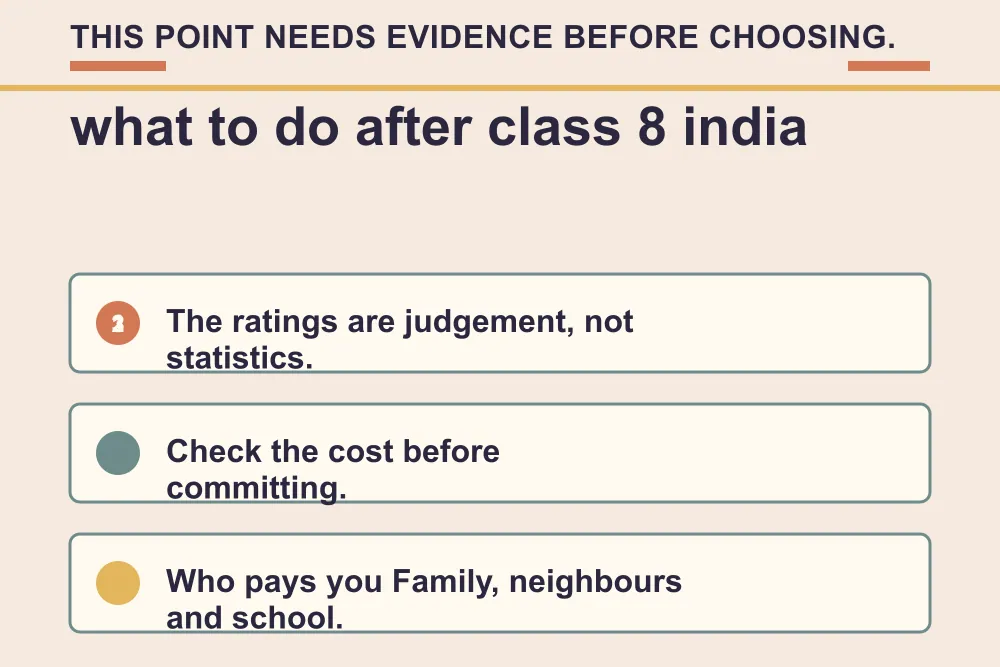 THIS POINT NEEDS EVIDENCE BEFORE CHOOSING.
what to do after class 8 india
The ratings are judgement, not
statistics.
Check the cost before
committing.
Who pays you Family, neighbours
and school.